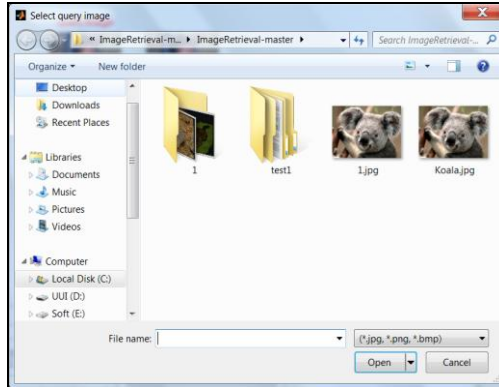 Select query image
« ImageRetrieval-m... ▸ ImageRetrieval-master ▸
Search ImageRetrieval-...
Organize ▾ New folder
Desktop
Downloads
Recent Places
Libraries
Documents
Music
Pictures
Videos
Computer
Local Disk (C:)
UUI (D:)
Soft (E:)
1
test1
1.jpg
Koala.jpg
File name:
(*.jpg, *.png, *.bmp)
Open
Cancel